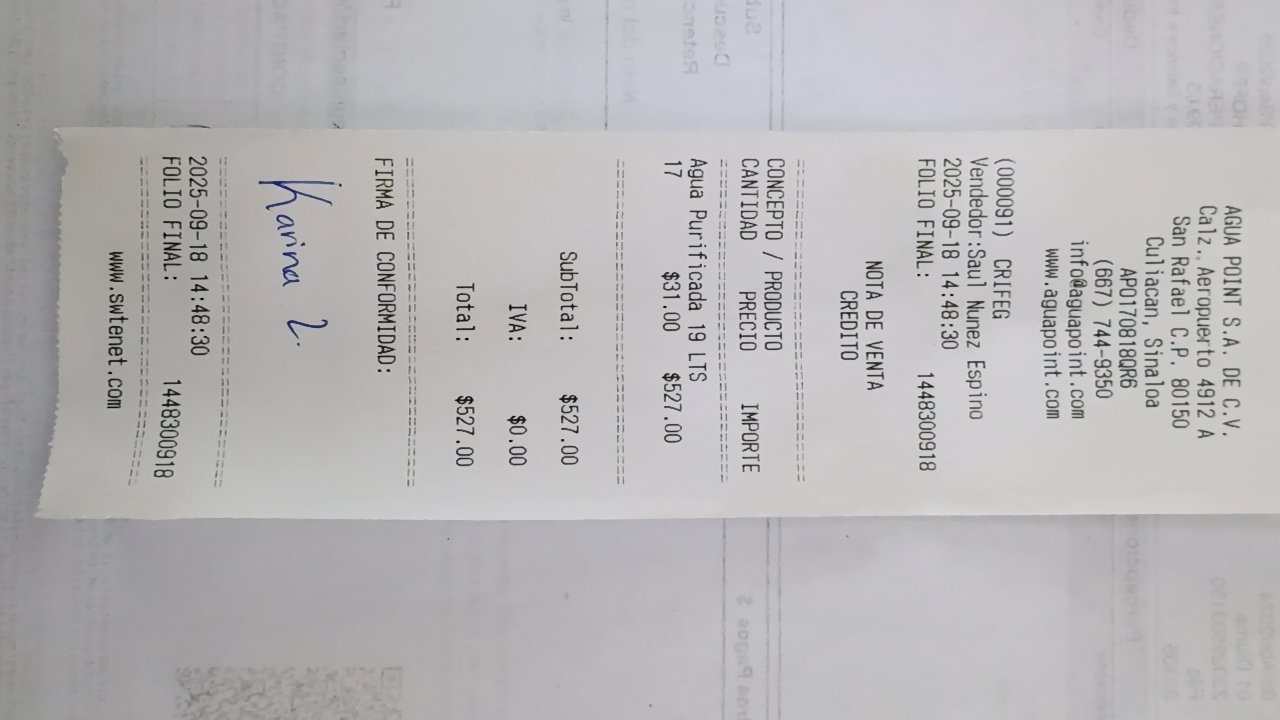 AGUA POINT S.A. DE C.V.
Calz., Aeropuerto 4912 A
San Rafael C.P. 80150
Culiacan, Sinaloa
APO170818QR6
(667) 744-9350
info@aguapoint.com
www.aguapoint.com
(000091) CRIFEG
Vendedor:Saul Nunez Espino
2025-09-18 14:48:30
FOLIO FINAL: 1448300918
NOTA DE VENTA
CREDITO
================================
CONCEPTO / PRODUCTO
CANTIDAD PRECIO IMPORTE
================================
Agua Purificada 19 LTS
17 $31.00 $527.00
================================
SubTotal: $527.00
IVA: $0.00
Total: $527.00
================================
FIRMA DE CONFORMIDAD:
Karina L.
================================
2025-09-18 14:48:30
FOLIO FINAL: 1448300918
================================
www.swtenet.com